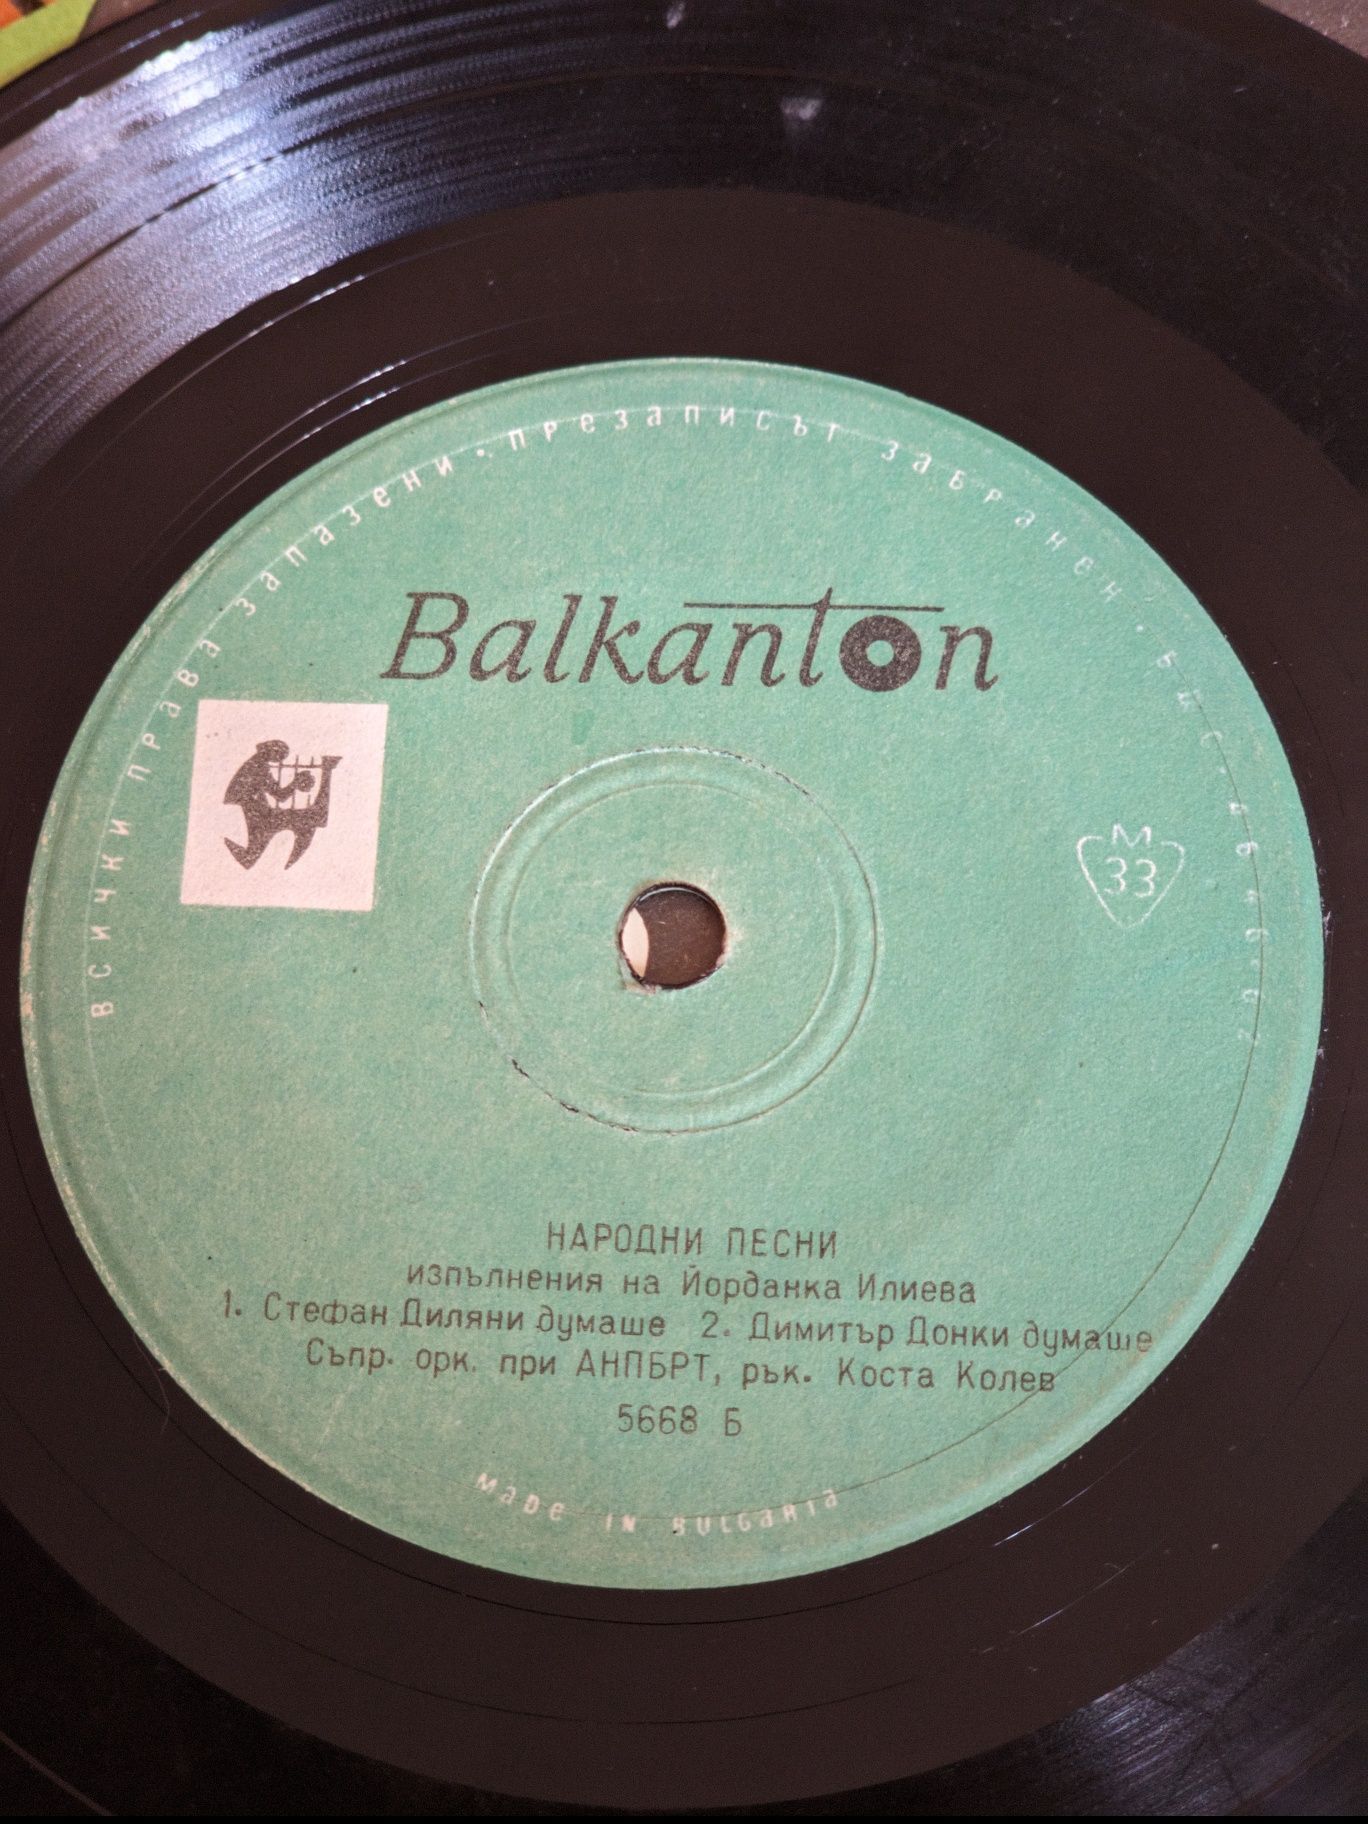 ВСИЧКИ ПРАВА ЗАПАЗЕНИ · ПРЕЗАПИСЪТ ЗАБРАНЕН ·
Balkanton
М
33
НАРОДНИ ПЕСНИ
изпълнения на Йорданка Илиева
1. Стефан Диляни думаше 2. Димитър Донки думаше
Съпр. орк. при АНПБРТ, рък. Коста Колев
5668 Б
MADE IN BULGARIA